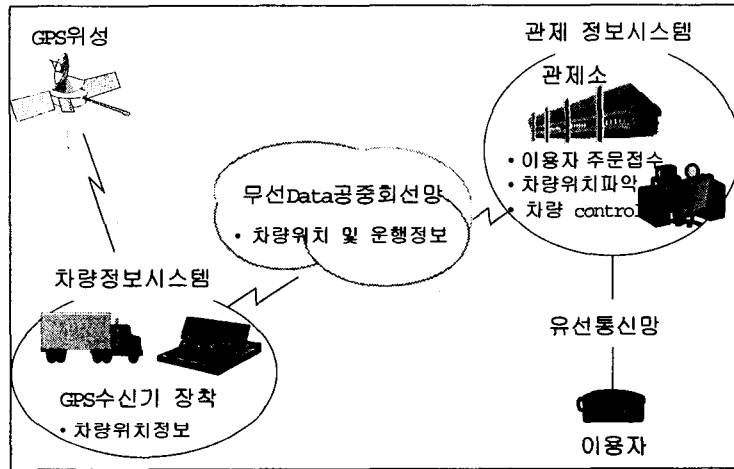 GPS위성
관제 정보시스템
관제소
• 이용자 주문접수
• 차량위치파악
• 차량 control
무선Data공중회선망
• 차량위치 및 운행정보
차량정보시스템
GPS수신기 장착
• 차량위치정보
유선통신망
이용자